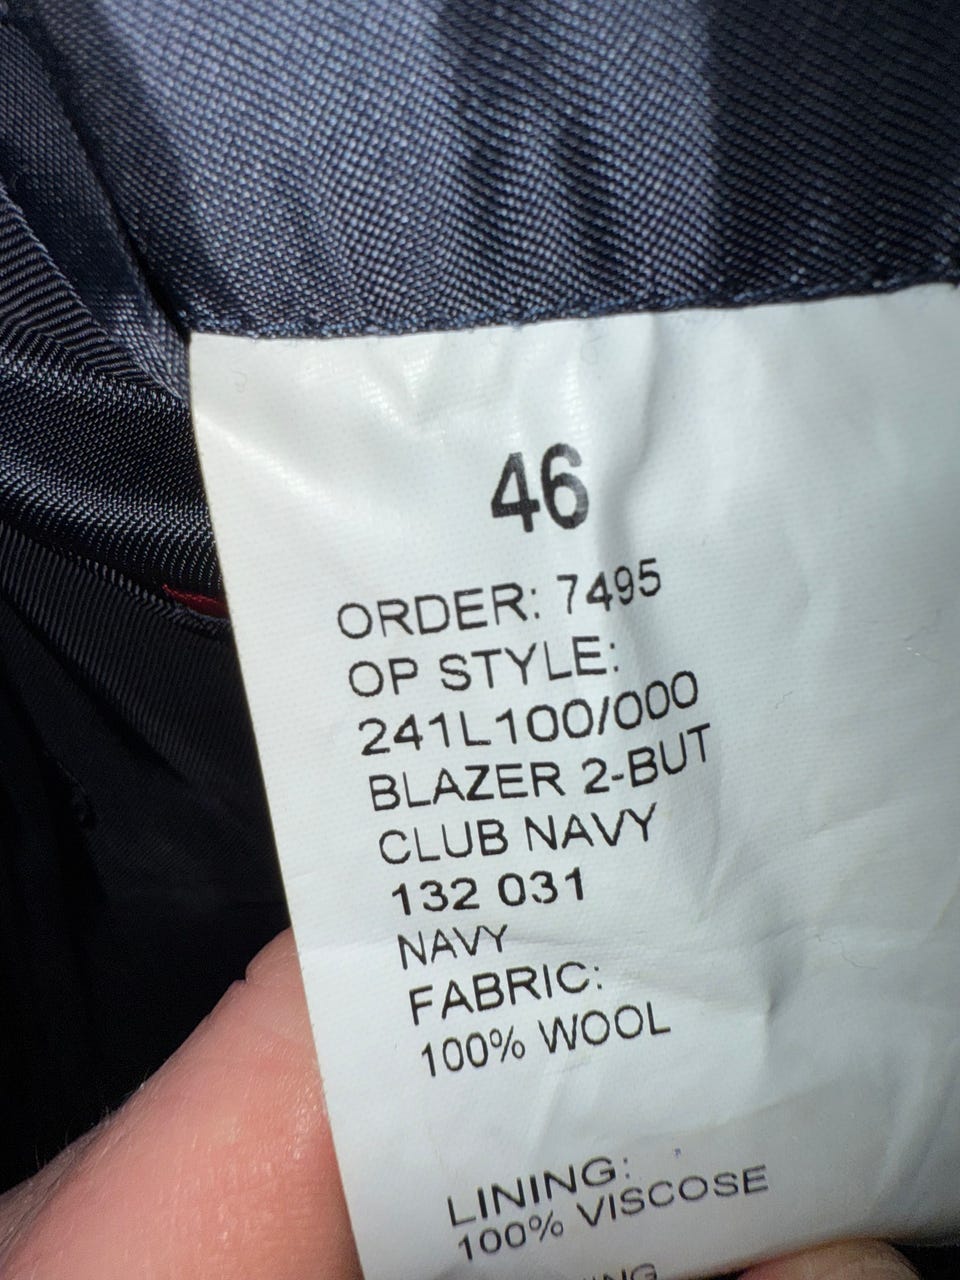 46
ORDER: 7495
OP STYLE:
241L100/000
BLAZER 2-BUT
CLUB NAVY
132 031
NAVY
FABRIC:
100% WOOL
LINING:
100% VISCOSE